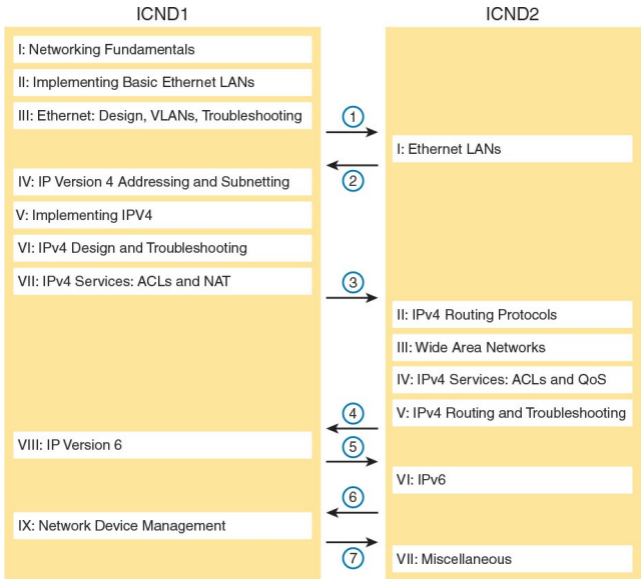 ICND1
ICND2
I: Networking Fundamentals
II: Implementing Basic Ethernet LANs
III: Ethernet: Design, VLANs, Troubleshooting
1
I: Ethernet LANs
2
IV: IP Version 4 Addressing and Subnetting
V: Implementing IPV4
VI: IPv4 Design and Troubleshooting
VII: IPv4 Services: ACLs and NAT
3
II: IPv4 Routing Protocols
III: Wide Area Networks
IV: IPv4 Services: ACLs and QoS
V: IPv4 Routing and Troubleshooting
4
VIII: IP Version 6
5
VI: IPv6
6
IX: Network Device Management
7
VII: Miscellaneous